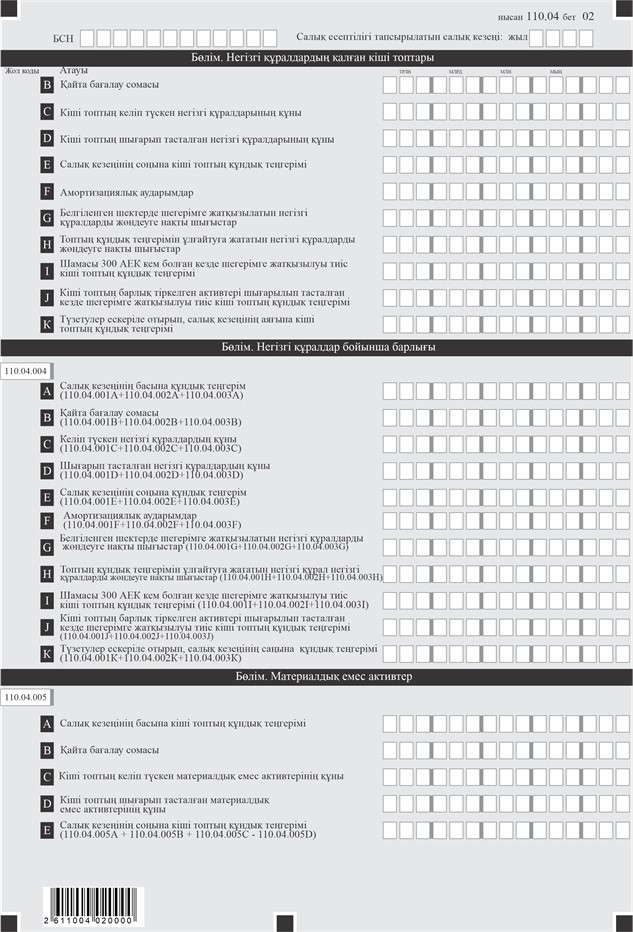 нысан 110.04 бет 02
БСН Салық есептілігі тапсырылатын салық кезеңі: жыл
Бөлім. Негізгі құралдардың қалған кіші топтары
Жол коды Атауы трлн млрд млн мың
B Қайта бағалау сомасы
C Кіші топтың келіп түскен негізгі құралдарының құны
D Кіші топтың шығарып тасталған негізгі құралдарының құны
E Салық кезеңінің соңына кіші топтың құндық теңгерімі
F Амортизациялық аударымдар
G Белгіленген шектерде шегерімге жатқызылатын негізгі
құралдарды жөндеуге нақты шығыстар
H Топтың құндық теңгерімін ұлғайтуға жататын негізгі құралдарды
жөндеуге нақты шығыстар
I Шамасы 300 АЕК кем болған кезде шегерімге жатқызылуы тиіс
кіші топтың құндық теңгерімі
J Кіші топтың барлық тіркелген активтері шығарылып тасталған
кезде шегерімге жатқызылуы тиіс кіші топтың құндық теңгерімі
K Түзетулер ескеріле отырып, салық кезеңінің аяғына кіші
топтың құндық теңгерімі
Бөлім. Негізгі құралдар бойынша барлығы
110.04.004
A Салық кезеңінің басына құндық теңгерім
(110.04.001A+110.04.002A+110.04.003A)
B Қайта бағалау сомасы
(110.04.001B+110.04.002B+110.04.003B)
C Келіп түскен негізгі құралдардың құны
(110.04.001C+110.04.002C+110.04.003C)
D Шығарып тасталған негізгі құралдардың құны
(110.04.001D+110.04.002D+110.04.003D)
E Салық кезеңінің соңына құндық теңгерім
(110.04.001E+110.04.002E+110.04.003E)
F Амортизациялық аударымдар
(110.04.001F+110.04.002F+110.04.003F)
G Белгіленген шектерде шегерімге жатқызылатын негізгі құралдарды
жөндеуге нақты шығыстар (110.04.001G+110.04.002G+110.04.003G)
H Топтың құндық теңгерімін ұлғайтуға жататын негізгі құрал негізгі
құралдарды жөндеуге нақты шығыстар (110.04.001H+110.04.002H+110.04.003H)
I Шамасы 300 АЕК кем болған кезде шегерімге жатқызылуы тиіс
кіші топтың құндық теңгерімі (110.04.001I+110.04.002I+110.04.003I)
J Кіші топтың барлық тіркелген активтері шығарылып тасталған
кезде шегерімге жатқызылуы тиіс кіші топтың құндық теңгерімі
(110.04.001J+110.04.002J+110.04.003J)
K Түзетулер ескеріле отырып, салық кезеңінің саңына құндық теңгерімі
(110.04.001K+110.04.002K+110.04.003K)
Бөлім. Материалдық емес активтер
110.04.005
A Салық кезеңінің басына кіші топтың құндық теңгерімі
B Қайта бағалау сомасы
C Кіші топтың келіп түскен материалдық емес активтерінің құны
D Кіші топтың шығарып тасталған материалдық
емес активтерінің құны
E Салық кезеңінің соңына кіші топтың құндық теңгерімі
(110.04.005A + 110.04.005B + 110.04.005C - 110.04.005D)
2 611004 020000